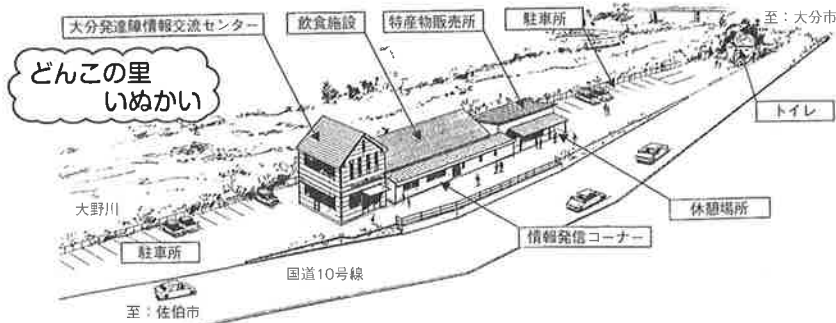 大分発達障情報交流センター
飲食施設
特産物販売所
駐車所
至：大分市
どんこの里
いぬかい
トイレ
大野川
休憩場所
駐車所
情報発信コーナー
国道10号線
至：佐伯市